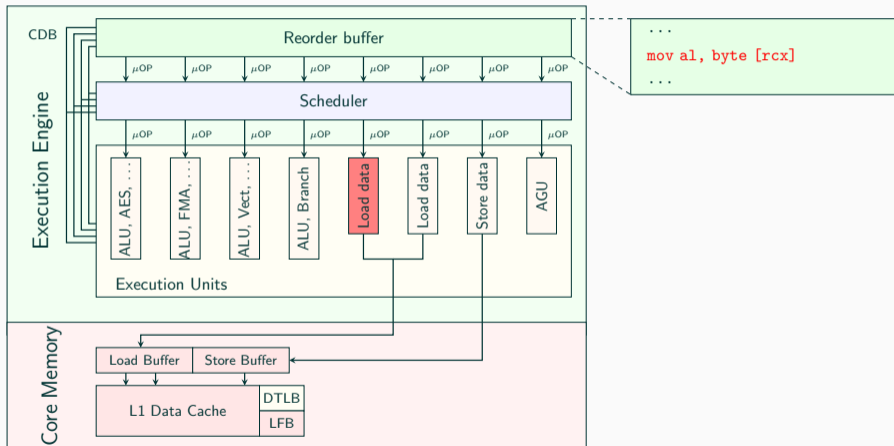 CDB
Reorder buffer
...
mov al, byte [rcx]
...
μOP μOP μOP μOP μOP μOP μOP μOP
Scheduler
μOP μOP μOP μOP μOP μOP μOP μOP
Execution Engine
ALU, AES, ...
ALU, FMA, ...
ALU, Vect, ...
ALU, Branch
Load data
Load data
Store data
AGU
Execution Units
Core Memory
Load Buffer
Store Buffer
L1 Data Cache
DTLB
LFB